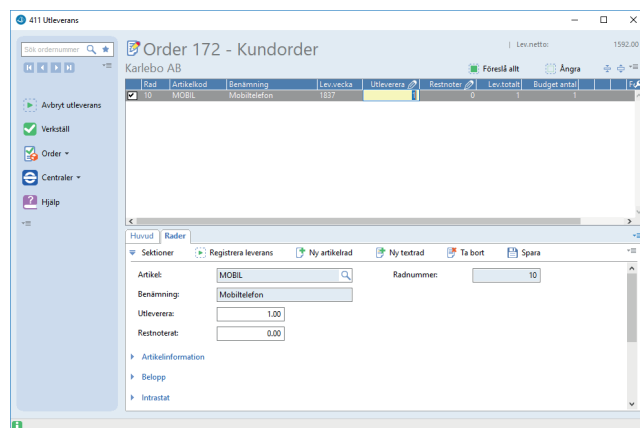 411 Utleverans
Sök ordernummer
Avbryt utleverans
Verkställ
Order
Centraler
Hjälp
Order 172 - Kundorder
Lev.netto: 1592.00
Karlebo AB
Föreslå allt Ångra
Rad Artikelkod Benämning Lev.vecka Utleverera Restnoter Lev.totalt Budget antal
10 MOBIL Mobiltelefon 1837 1 0 1 1
Huvud Rader
Sektioner Registrera leverans Ny artikelrad Ny textrad Ta bort Spara
Artikel: MOBIL Radnummer: 10
Benämning: Mobiltelefon
Utleverera: 1.00
Restnoterat: 0.00
Artikelinformation
Belopp
Intrastat